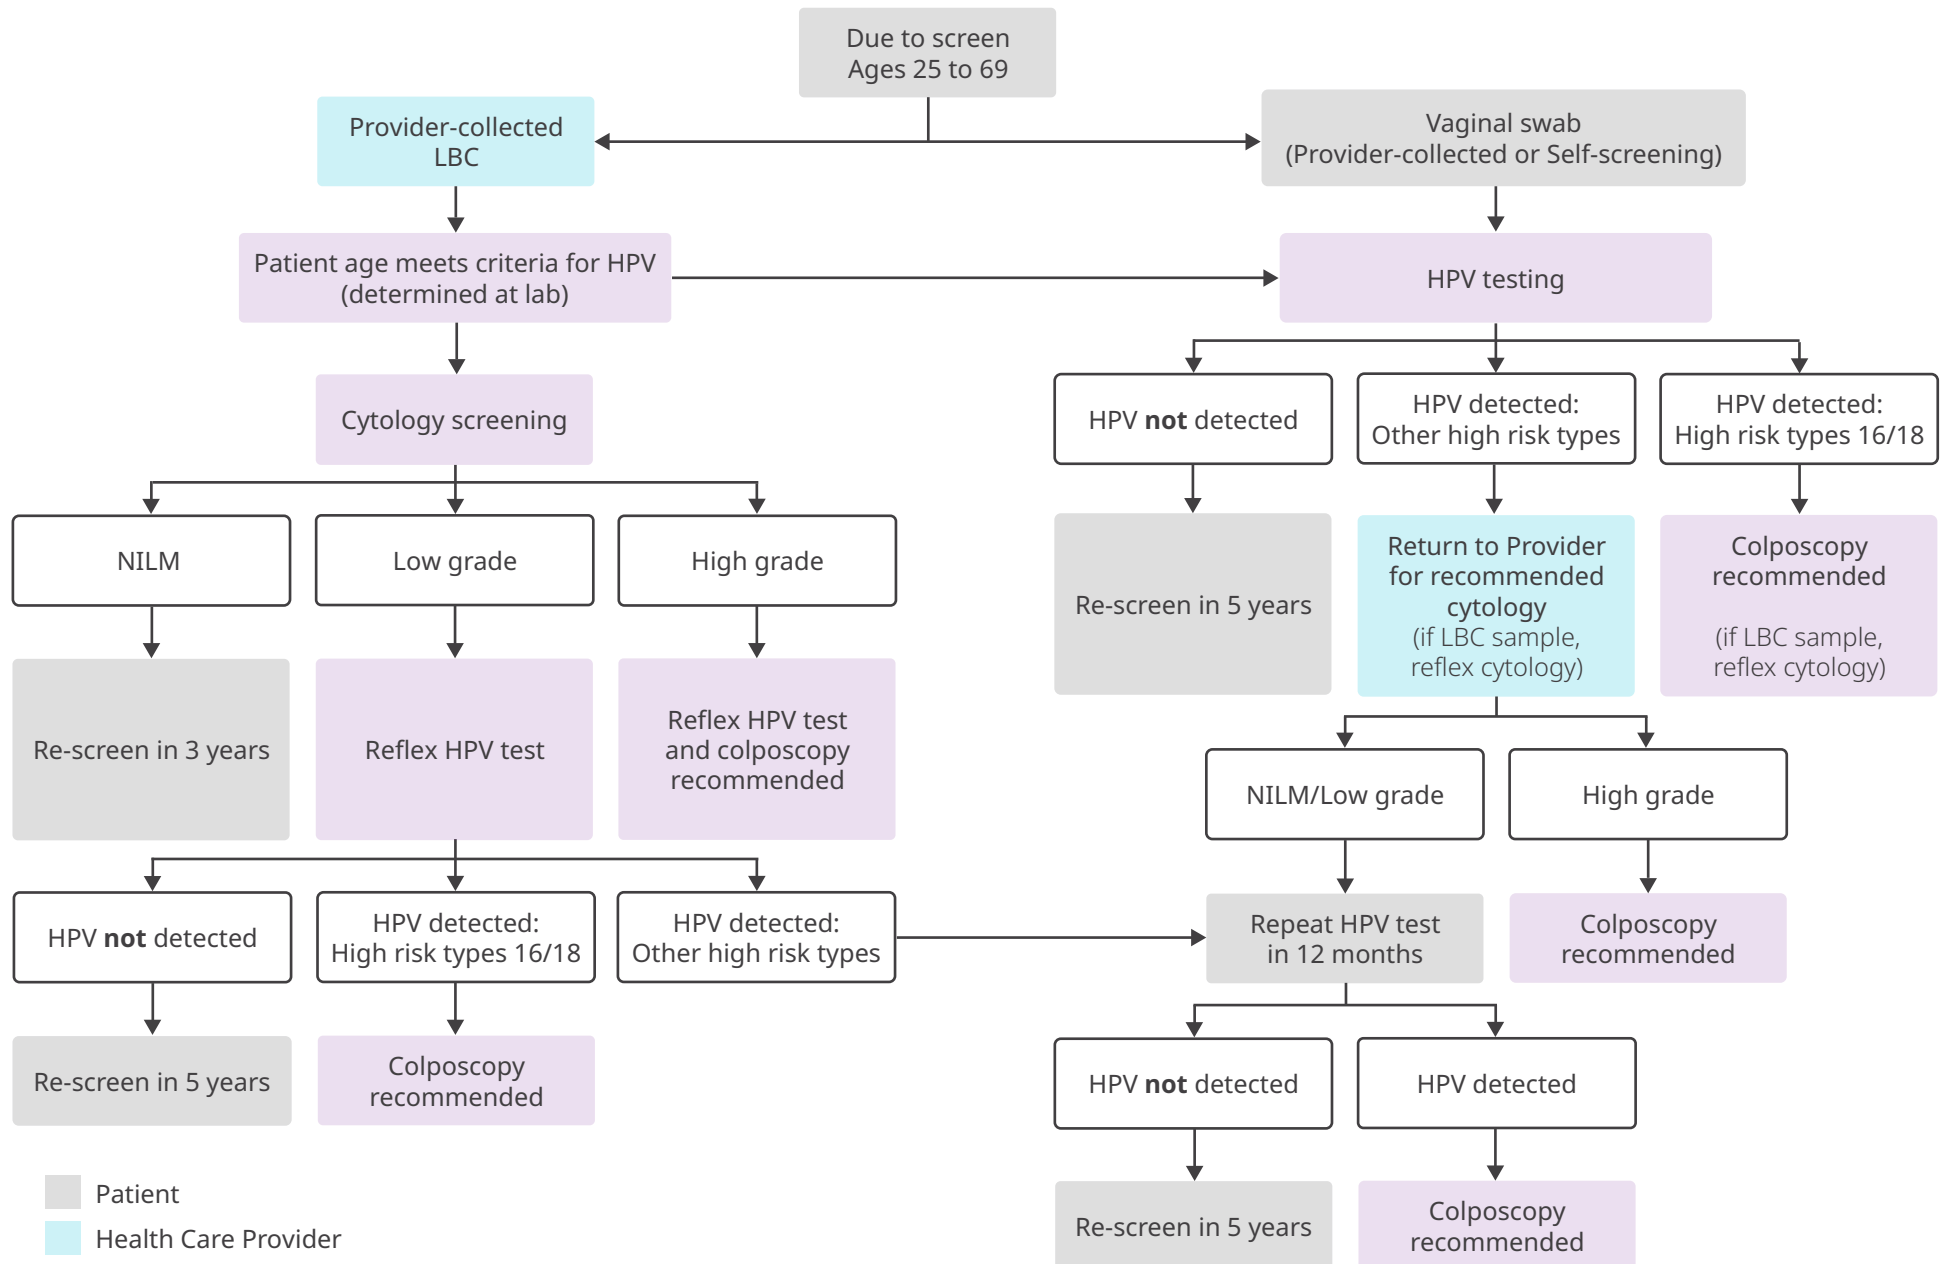 Due to screen
Ages 25 to 69
Provider-collected
LBC
Vaginal swab
(Provider-collected or Self-screening)
Patient age meets criteria for HPV
(determined at lab)
HPV testing
Cytology screening
HPV not detected
HPV detected:
Other high risk types
HPV detected:
High risk types 16/18
NILM
Low grade
High grade
Re-screen in 5 years
Return to Provider
for recommended
cytology
(if LBC sample,
reflex cytology)
Colposcopy
recommended
(if LBC sample,
reflex cytology)
Re-screen in 3 years
Reflex HPV test
Reflex HPV test
and colposcopy
recommended
NILM/Low grade
High grade
HPV not detected
HPV detected:
High risk types 16/18
HPV detected:
Other high risk types
Repeat HPV test
in 12 months
Colposcopy
recommended
Re-screen in 5 years
Colposcopy
recommended
HPV not detected
HPV detected
Re-screen in 5 years
Colposcopy
recommended
Patient
Health Care Provider